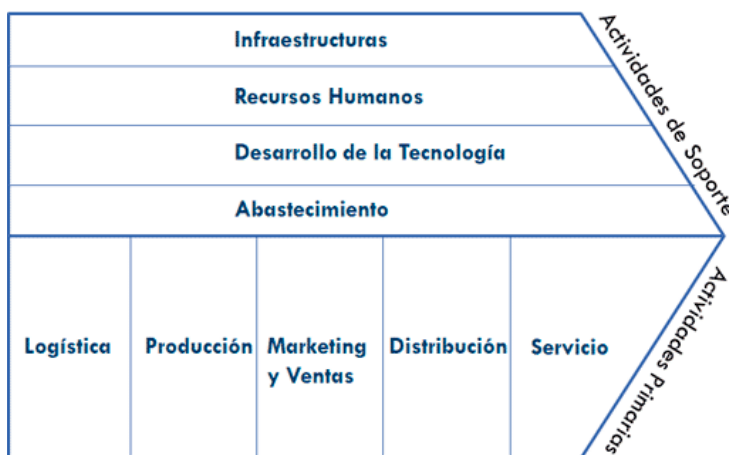 Infraestructuras
Recursos Humanos
Desarrollo de la Tecnología
Abastecimiento
Actividades de Soporte
Logística
Producción
Marketing
y Ventas
Distribución
Servicio
Actividades Primarias